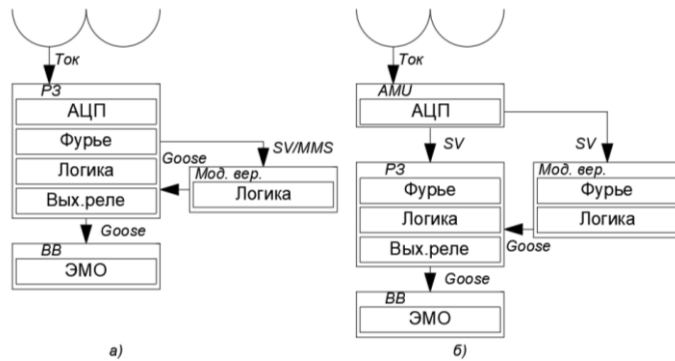 Ток
РЗ
АЦП
Фурье
Логика
Вых.реле
SV/MMS
Goose
Мод. вер.
Логика
Goose
ВВ
ЭМО
а)
Ток
AMU
АЦП
SV
SV
РЗ
Фурье
Логика
Вых.реле
Мод. вер.
Фурье
Логика
Goose
Goose
ВВ
ЭМО
б)